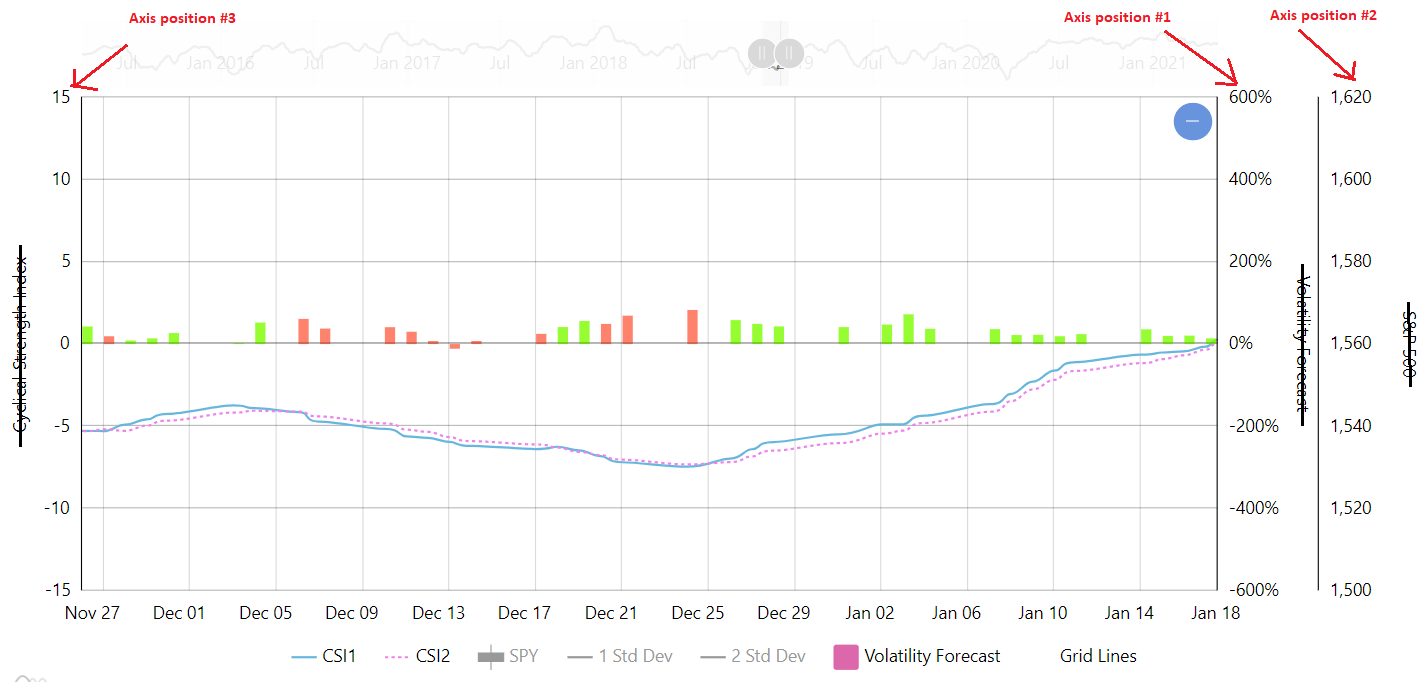 Axis position #3
Axis position #1
Axis position #2
Jul
Jan 2016
Jul
Jan 2017
Jul
Jan 2018
Jul
Jul
Jan 2020
Jul
Jan 2021
15
600%
1,620
10
400%
1,600
5
200%
1,580
0
0%
1,560
-5
-200%
1,540
-10
-400%
1,520
-15
-600%
1,500
Cyclical Strength Index
Volatility Forecast
S&P 500
Nov 27
Dec 01
Dec 05
Dec 09
Dec 13
Dec 17
Dec 21
Dec 25
Dec 29
Jan 02
Jan 06
Jan 10
Jan 14
Jan 18
CSI1
CSI2
SPY
1 Std Dev
2 Std Dev
Volatility Forecast
Grid Lines